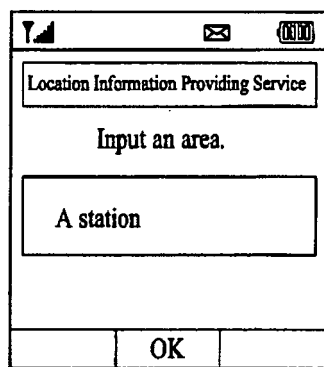 Location Information Providing Service
Input an area.
A station
OK